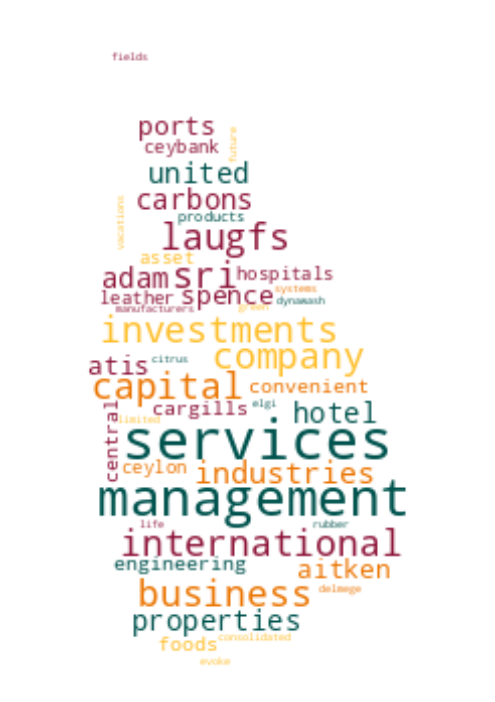 fields
ports
future
ceybank
united
carbons
vacations
products
laugfs
asset
adam
sri
hospitals
systems
leather
spence
dynawash
manufacturers
green
investments
company
atis
citrus
capital
convenient
central
cargills
elgi
hotel
limited
services
ceylon
industries
management
life
rubber
international
engineering
aitken
business
delmege
properties
foods
consolidated
evoke